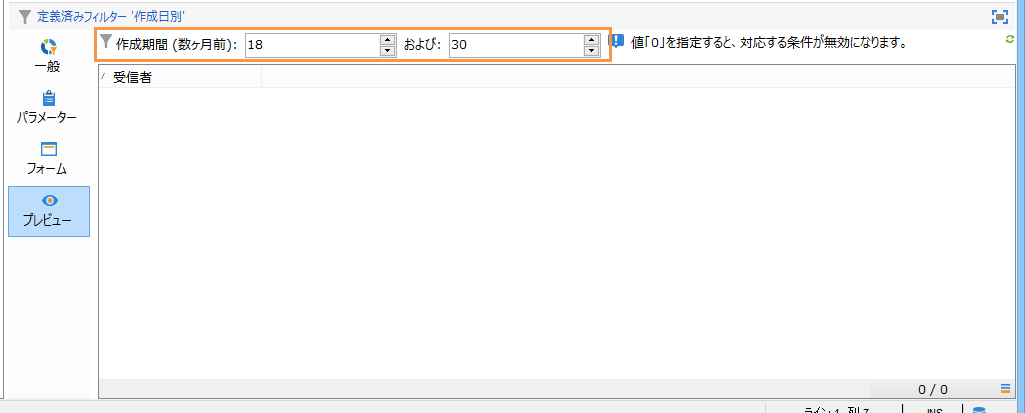 定義済みフィルター '作成日別'
作成期間 (数ヶ月前): 18 および: 30 値「0」を指定すると、対応する条件が無効になります。
一般
受信者
パラメーター
フォーム
プレビュー
0 / 0
ライン 1, 列 7 INS